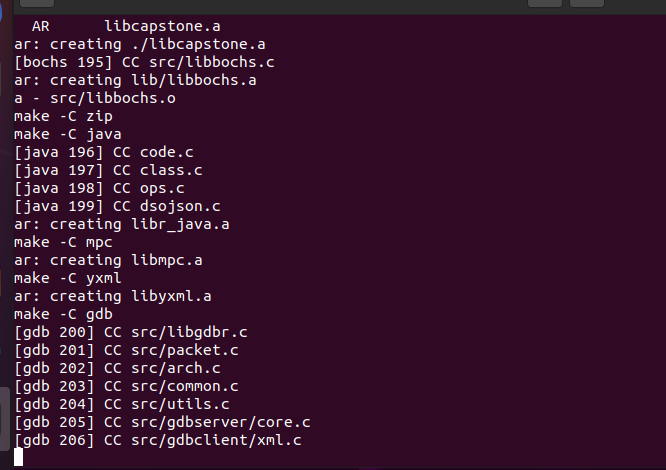 AR      libcapstone.a
ar: creating ./libcapstone.a
[bochs 195] CC src/libbochs.c
ar: creating lib/libbochs.a
a - src/libbochs.o
make -C zip
make -C java
[java 196] CC code.c
[java 197] CC class.c
[java 198] CC ops.c
[java 199] CC dsojson.c
ar: creating libr_java.a
make -C mpc
ar: creating libmpc.a
make -C yxml
ar: creating libyxml.a
make -C gdb
[gdb 200] CC src/libgdbr.c
[gdb 201] CC src/packet.c
[gdb 202] CC src/arch.c
[gdb 203] CC src/common.c
[gdb 204] CC src/utils.c
[gdb 205] CC src/gdbserver/core.c
[gdb 206] CC src/gdbclient/xml.c